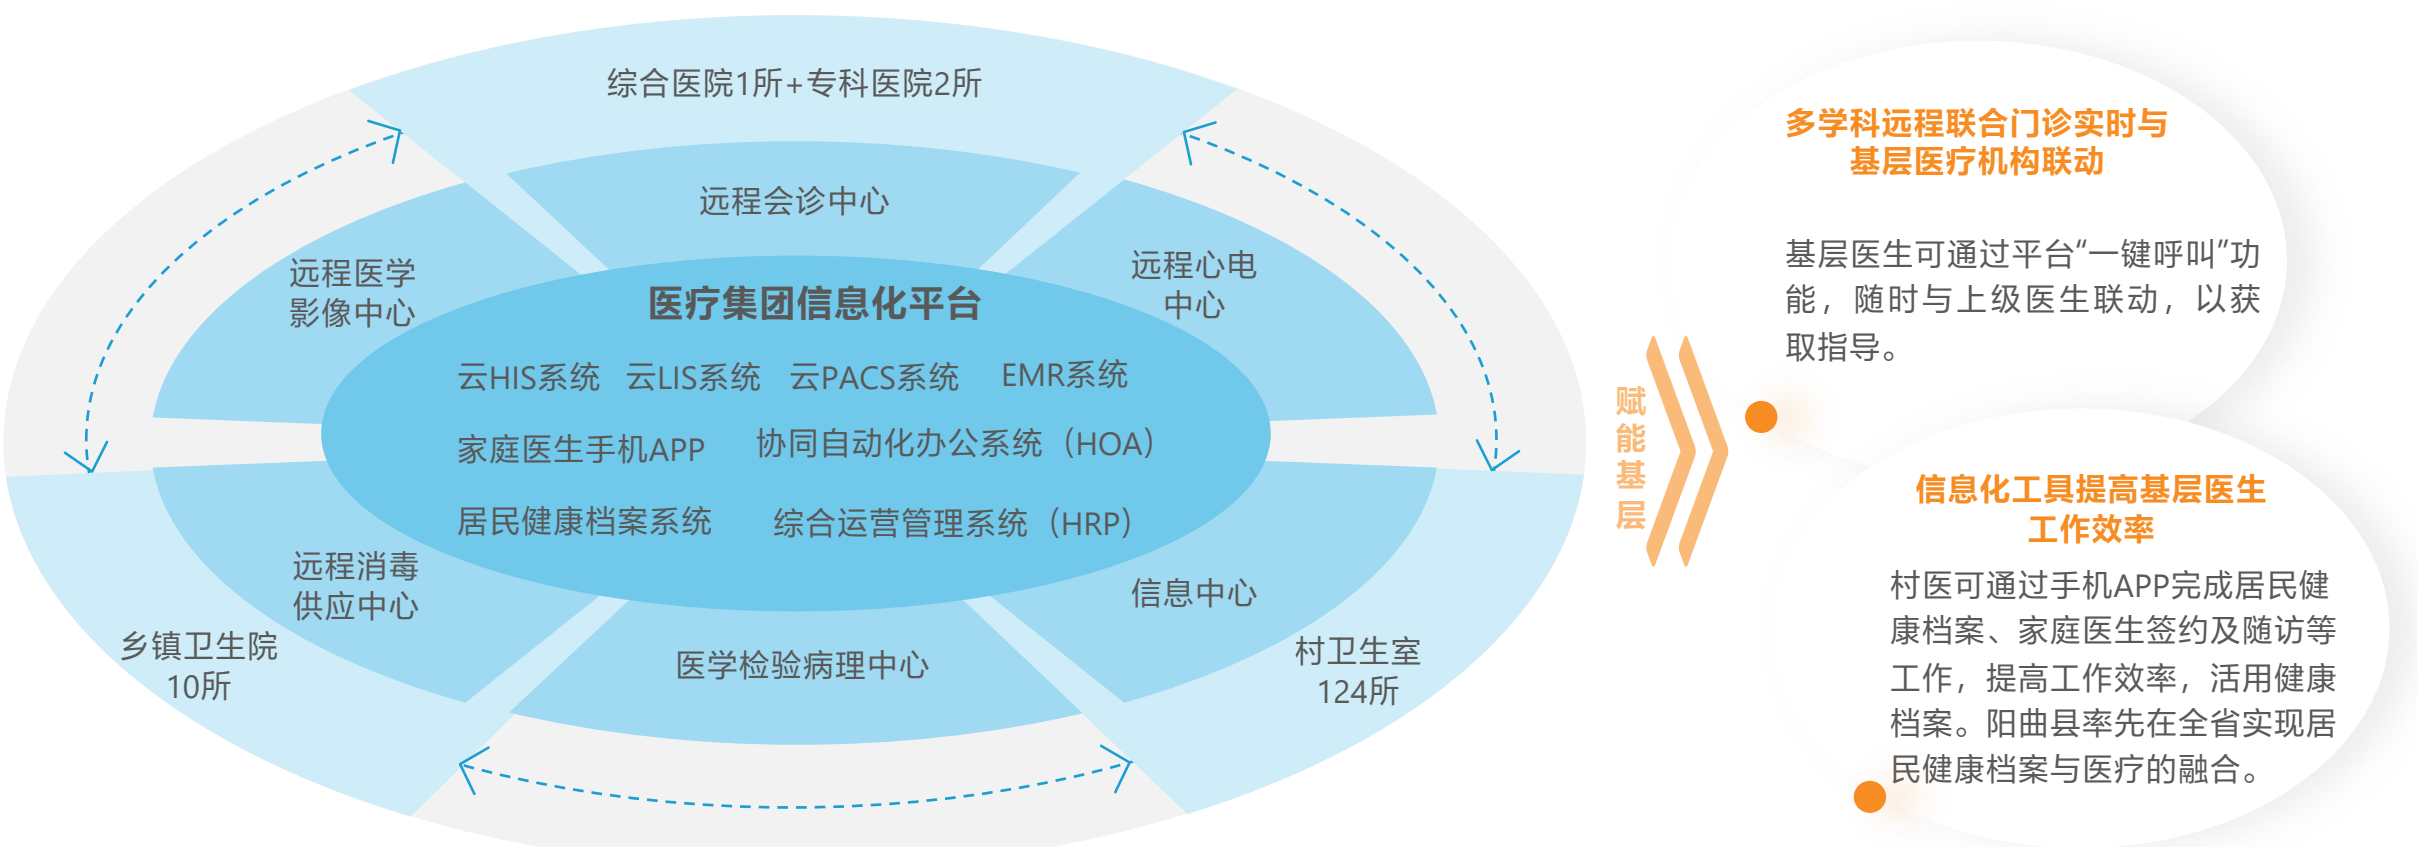 综合医院1所+专科医院2所
远程会诊中心
远程医学
影像中心
远程心电
中心
医疗集团信息化平台
云HIS系统 云LIS系统 云PACS系统 EMR系统
家庭医生手机APP 协同自动化办公系统（HOA）
居民健康档案系统 综合运营管理系统（HRP）
远程消毒
供应中心
信息中心
医学检验病理中心
乡镇卫生院
10所
村卫生室
124所
赋
能
基
层
多学科远程联合门诊实时与
基层医疗机构联动
基层医生可通过平台“一键呼叫”功
能，随时与上级医生联动，以获
取指导。
信息化工具提高基层医生
工作效率
村医可通过手机APP完成居民健
康档案、家庭医生签约及随访等
工作，提高工作效率，活用健康
档案。阳曲县率先在全省实现居
民健康档案与医疗的融合。